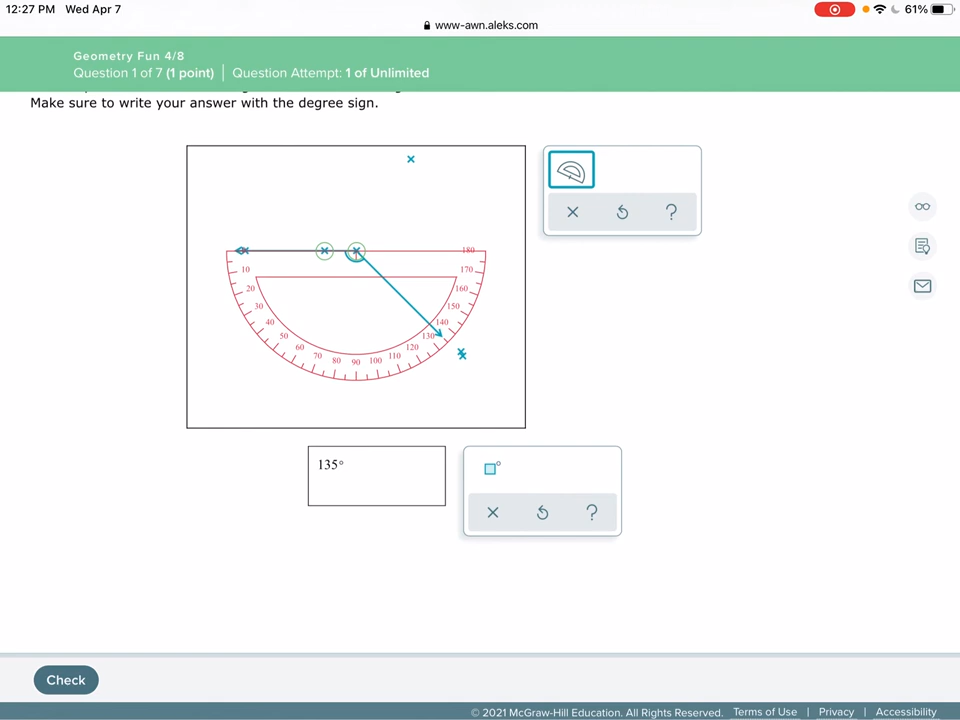 12:27 PM Wed Apr 7
61%
www-awn.aleks.com
Geometry Fun 4/8
Question 1 of 7 (1 point) | Question Attempt: 1 of Unlimited
Make sure to write your answer with the degree sign.
180
10 170
20 160
30 150
40 140
50 130
60 120
70 110
80 90 100
135°
?
?
Check
© 2021 McGraw-Hill Education. All Rights Reserved. Terms of Use | Privacy | Accessibility